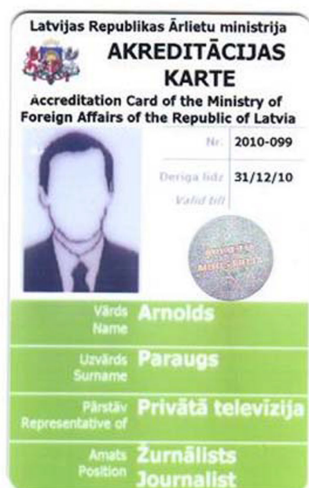 Latvijas Republikas Ārlietu ministrija
AKREDITĀCIJAS
KARTE
Accreditation Card of the Ministry of
Foreign Affairs of the Republic of Latvia
Nr. 2010-099
Derīga līdz 31/12/10
Valid till
Vārds Arnolds
Name
Uzvārds Paraugs
Surname
Pārstāv Privātā televīzija
Representative of
Amats Žurnālists
Position Journalist